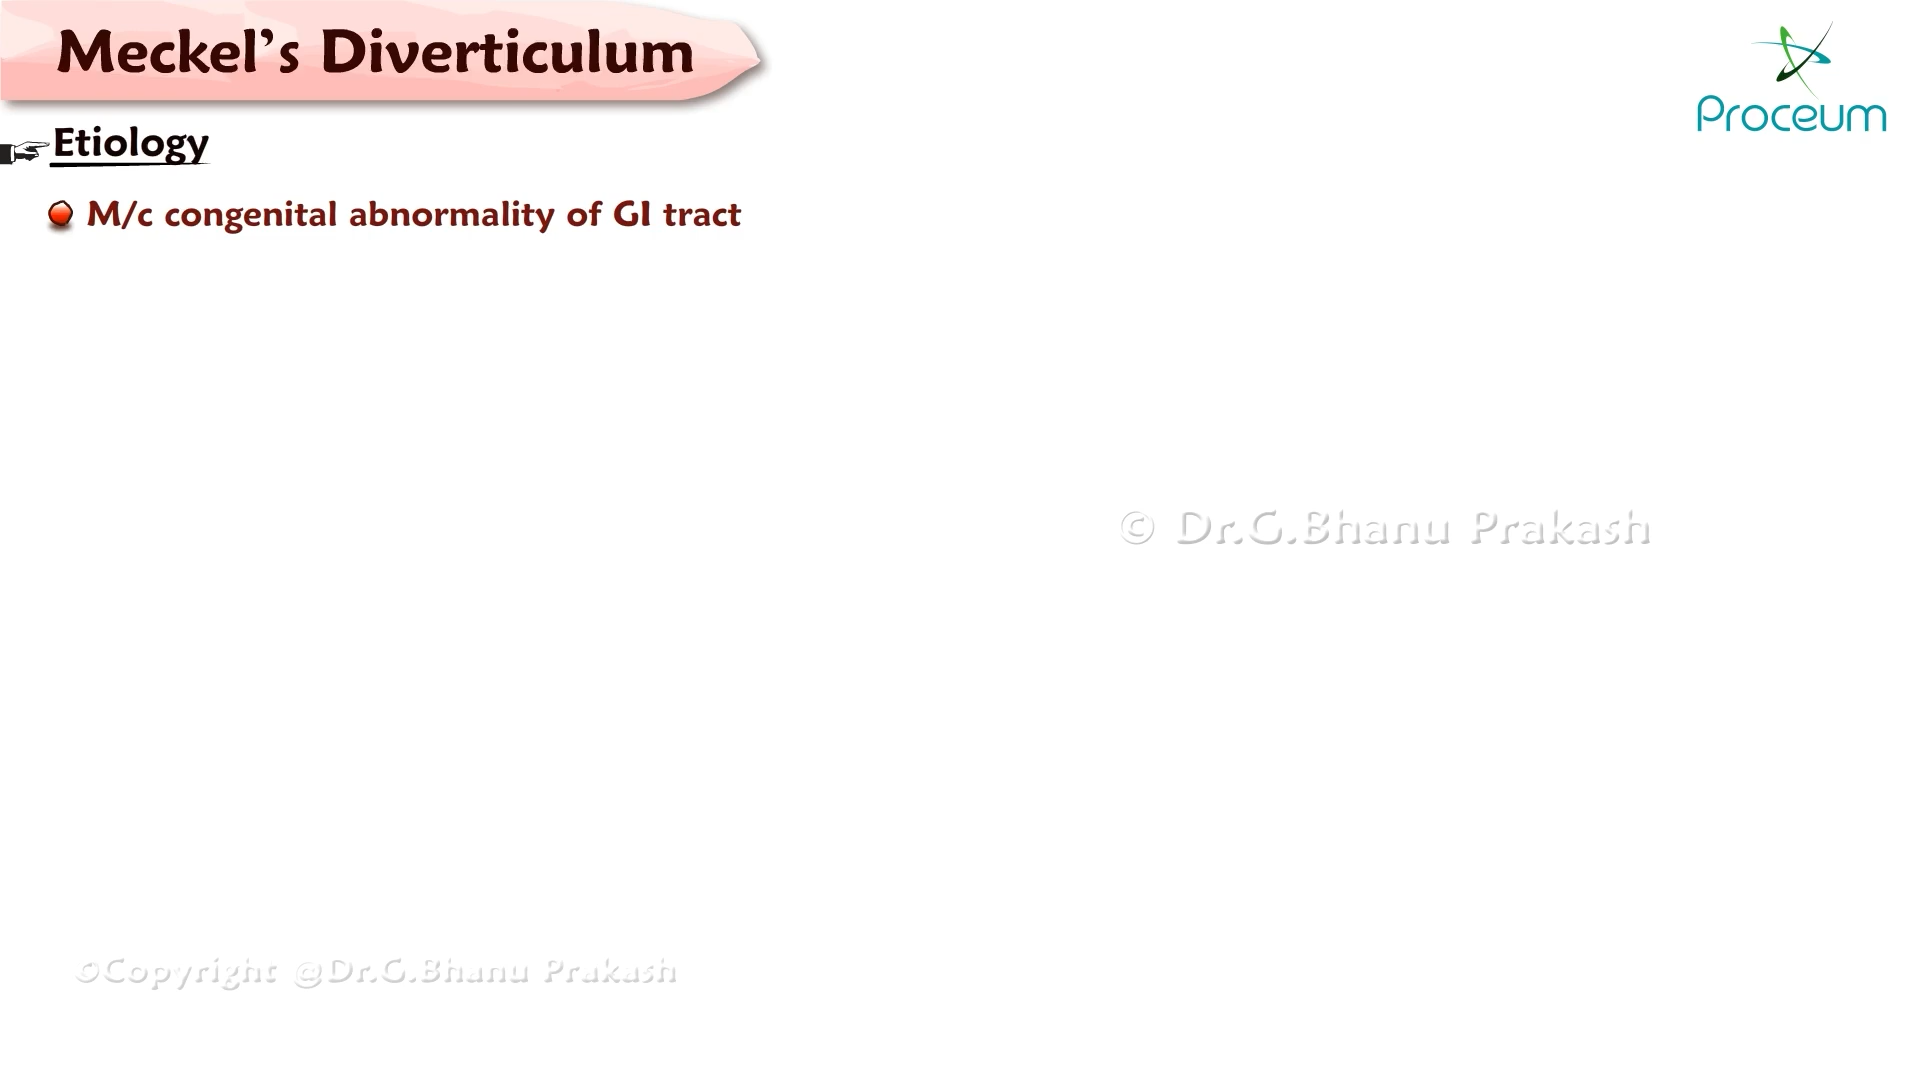 Meckel’s Diverticulum
Proceum
Etiology
M/c congenital abnormality of GI tract
© Dr.G.Bhanu Prakash
©Copyright @Dr.G.Bhanu Prakash